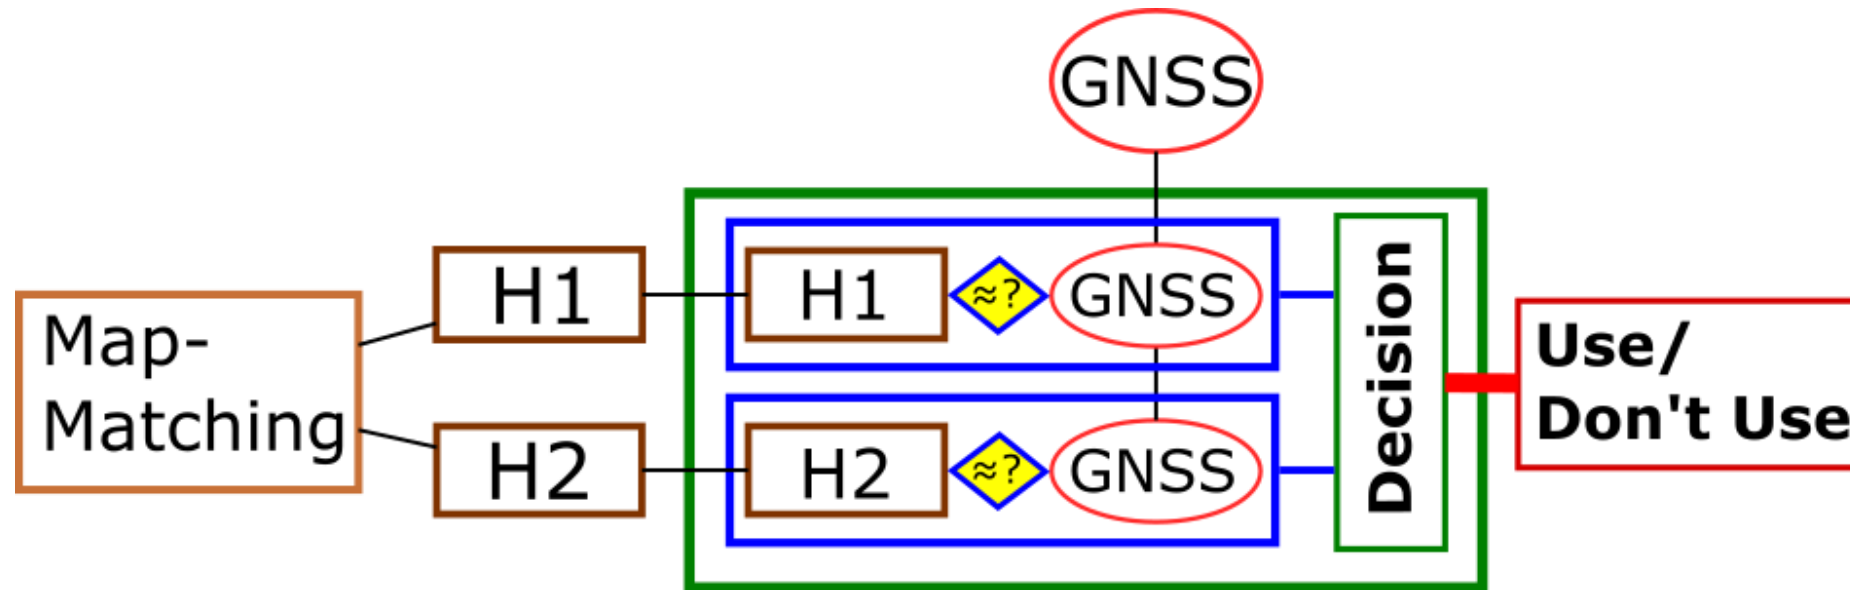 GNSS
Map-
Matching
H1
H1
≈?
GNSS
H2
H2
≈?
GNSS
Decision
Use/
Don't Use